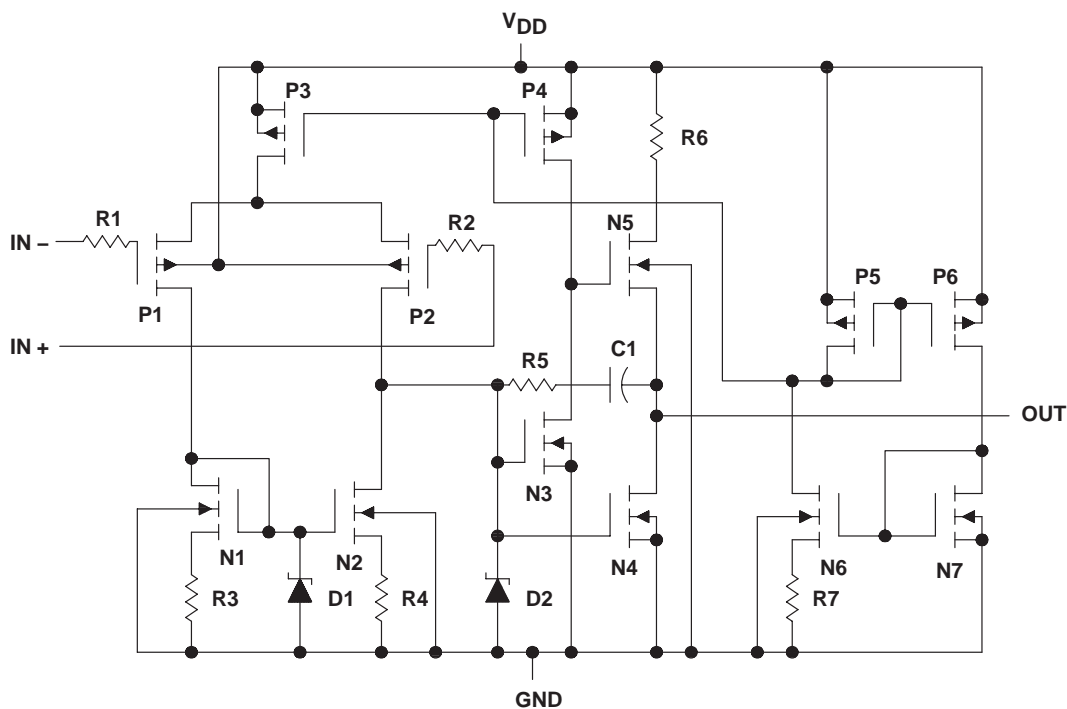 VDD
P3
P4
R6
R1
R2
N5
IN –
P5
P6
P1
P2
IN +
R5
C1
OUT
N3
N1
N2
N4
N6
N7
R3
D1
R4
D2
R7
GND